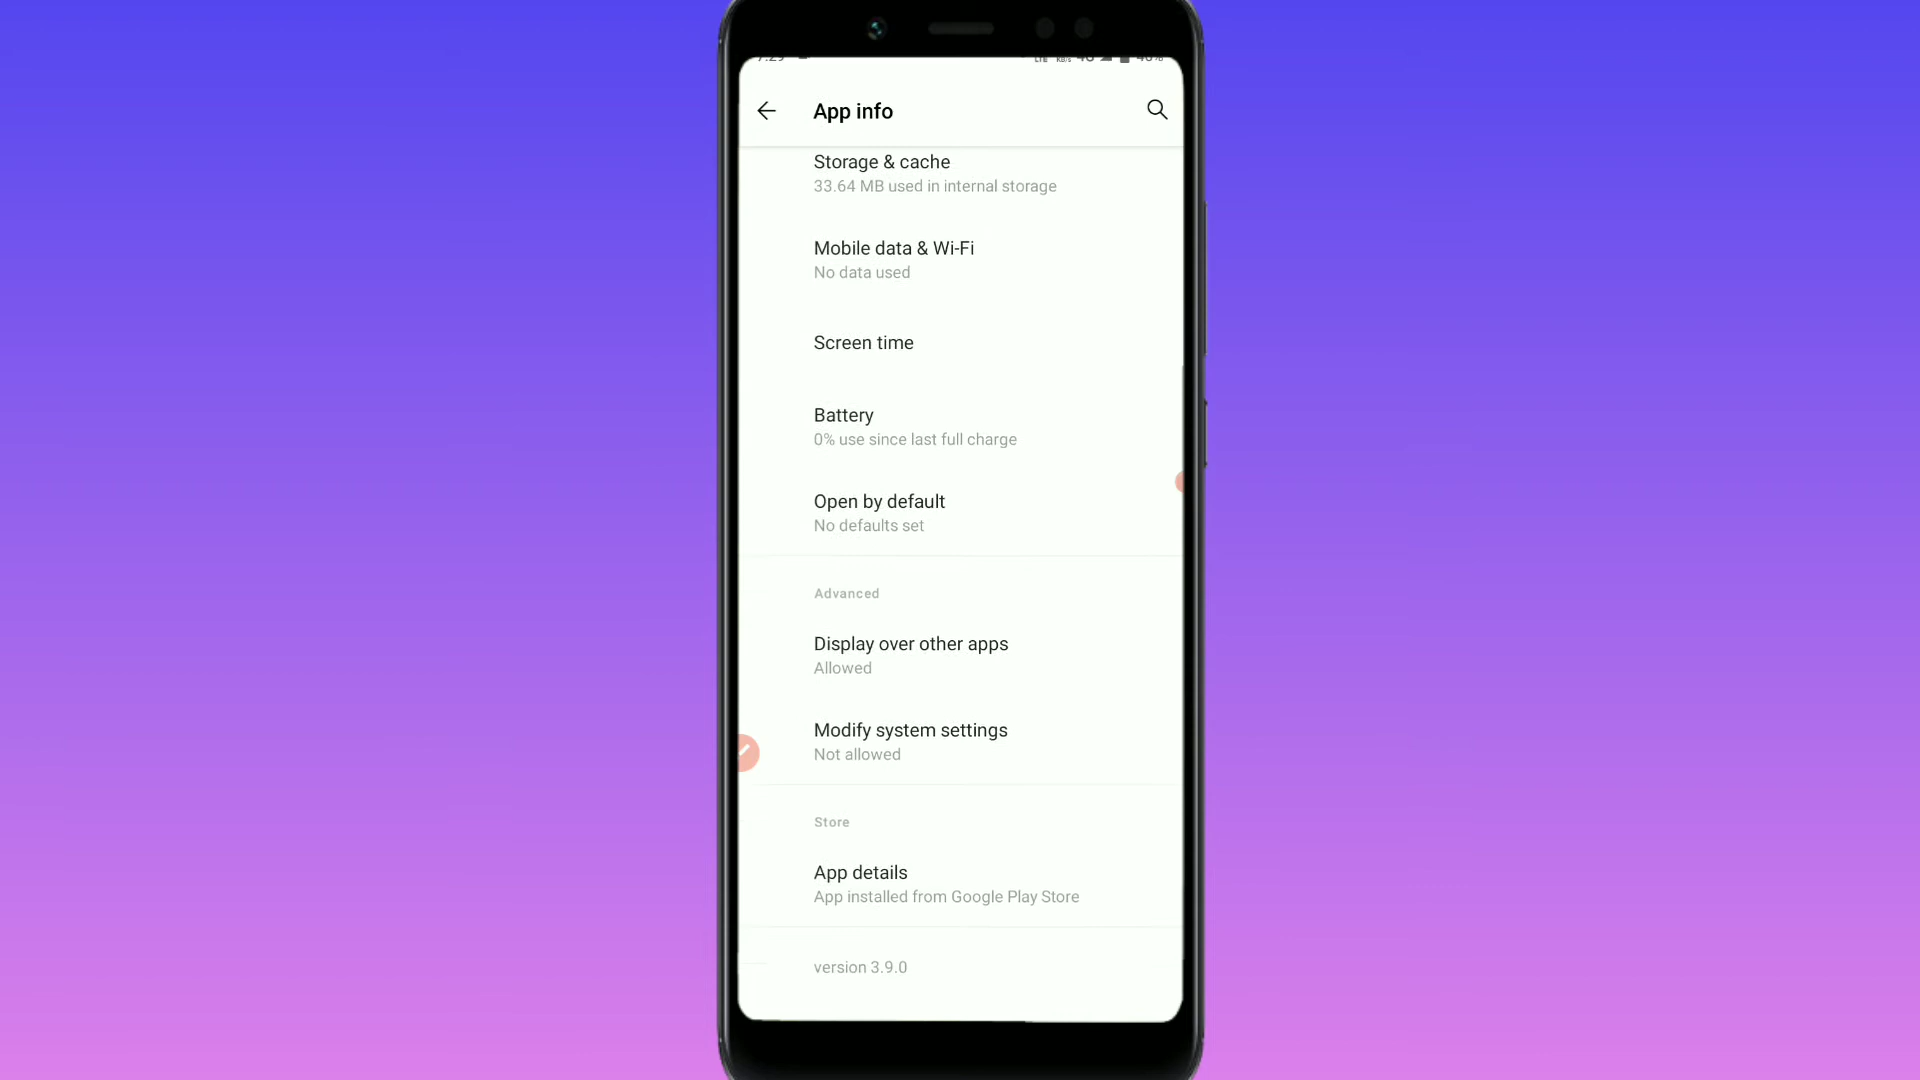 App info
Storage & cache
33.64 MB used in internal storage
Mobile data & Wi-Fi
No data used
Screen time
Battery
0% use since last full charge
Open by default
No defaults set
Advanced
Display over other apps
Allowed
Modify system settings
Not allowed
Store
App details
App installed from Google Play Store
version 3.9.0